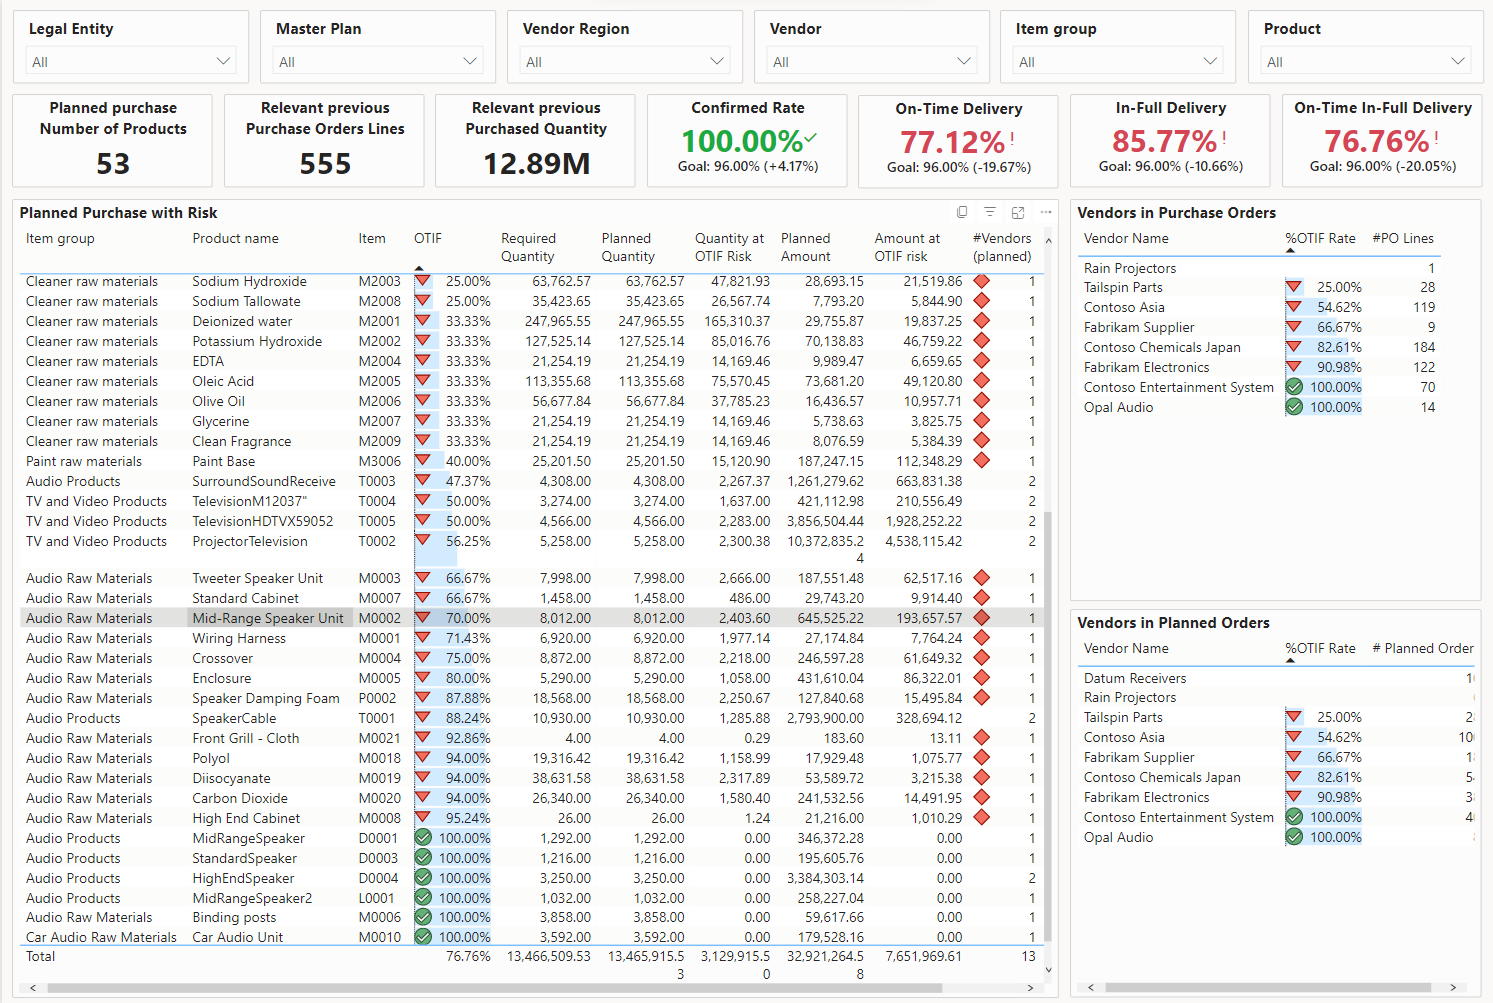 Legal Entity
All
Master Plan
All
Vendor Region
All
Vendor
All
Item group
All
Product
All
Planned purchase
Number of Products
53
Relevant previous
Purchase Orders Lines
555
Relevant previous
Purchased Quantity
12.89M
Confirmed Rate
100.00%
Goal: 96.00% (+4.17%)
On-Time Delivery
77.12%!
Goal: 96.00% (-19.67%)
In-Full Delivery
85.77%!
Goal: 96.00% (-10.66%)
On-Time In-Full Delivery
76.76%!
Goal: 96.00% (-20.05%)
Planned Purchase with Risk
Item group Product name Item OTIF Required Quantity Planned Quantity Quantity at OTIF Risk Planned Amount Amount at OTIF risk #Vendors (planned)
Cleaner raw materials Sodium Hydroxide M2003 25.00% 63,762.57 63,762.57 47,821.93 28,693.15 21,519.86 1
Cleaner raw materials Sodium Tallowate M2008 25.00% 35,423.65 35,423.65 26,567.74 7,793.20 5,844.90 1
Cleaner raw materials Deionized water M2001 33.33% 247,965.55 247,965.55 165,310.37 29,755.87 19,837.25 1
Cleaner raw materials Potassium Hydroxide M2002 33.33% 127,525.14 127,525.14 85,016.76 70,138.83 46,759.22 1
Cleaner raw materials EDTA M2004 33.33% 21,254.19 21,254.19 14,169.46 9,989.47 6,659.65 1
Cleaner raw materials Oleic Acid M2005 33.33% 113,355.68 113,355.68 75,570.45 73,681.20 49,120.80 1
Cleaner raw materials Olive Oil M2006 33.33% 56,677.84 56,677.84 37,785.23 16,436.57 10,957.71 1
Cleaner raw materials Glycerine M2007 33.33% 21,254.19 21,254.19 14,169.46 5,738.63 3,825.75 1
Cleaner raw materials Clean Fragrance M2009 33.33% 21,254.19 21,254.19 14,169.46 8,076.59 5,384.39 1
Paint raw materials Paint Base M3006 40.00% 25,201.50 25,201.50 15,120.90 187,247.15 112,348.29 1
Audio Products SurroundSoundReceive T0003 47.37% 4,308.00 4,308.00 2,267.37 1,261,279.62 663,831.38 2
TV and Video Products TelevisionM12037" T0004 50.00% 3,274.00 3,274.00 1,637.00 421,112.98 210,556.49 2
TV and Video Products TelevisionHDTVX59052 T0005 50.00% 4,566.00 4,566.00 2,283.00 3,856,504.44 1,928,252.22 2
TV and Video Products ProjectorTelevision T0002 56.25% 5,258.00 5,258.00 2,300.38 10,372,835.2 4,538,115.42 2
4
Audio Raw Materials Tweeter Speaker Unit M0003 66.67% 7,998.00 7,998.00 2,666.00 187,551.48 62,517.16 1
Audio Raw Materials Standard Cabinet M0007 66.67% 1,458.00 1,458.00 486.00 29,743.20 9,914.40 1
Audio Raw Materials Mid-Range Speaker Unit M0002 70.00% 8,012.00 8,012.00 2,403.60 645,525.22 193,657.57 1
Audio Raw Materials Wiring Harness M0001 71.43% 6,920.00 6,920.00 1,977.14 27,174.84 7,764.24 1
Audio Raw Materials Crossover M0004 75.00% 8,872.00 8,872.00 2,218.00 246,597.28 61,649.32 1
Audio Raw Materials Enclosure M0005 80.00% 5,290.00 5,290.00 1,058.00 431,610.04 86,322.01 1
Audio Raw Materials Speaker Damping Foam P0002 87.88% 18,568.00 18,568.00 2,250.67 127,840.68 15,495.84 1
Audio Products SpeakerCable T0001 88.24% 10,930.00 10,930.00 1,285.88 2,793,900.00 328,694.12 2
Audio Raw Materials Front Grill - Cloth M0021 92.86% 4.00 4.00 0.29 183.60 13.11 1
Audio Raw Materials Polyol M0018 94.00% 19,316.42 19,316.42 1,158.99 17,929.48 1,075.77 1
Audio Raw Materials Diisocyanate M0019 94.00% 38,631.58 38,631.58 2,317.89 53,589.72 3,215.38 1
Audio Raw Materials Carbon Dioxide M0020 94.00% 26,340.00 26,340.00 1,580.40 241,532.56 14,491.95 1
Audio Raw Materials High End Cabinet M0008 95.24% 26.00 26.00 1.24 21,216.00 1,010.29 1
Audio Products MidRangeSpeaker D0001 100.00% 1,292.00 1,292.00 0.00 346,372.28 0.00 1
Audio Products StandardSpeaker D0003 100.00% 1,216.00 1,216.00 0.00 195,605.76 0.00 1
Audio Products HighEndSpeaker D0004 100.00% 3,250.00 3,250.00 0.00 3,384,303.14 0.00 2
Audio Products MidRangeSpeaker2 L0001 100.00% 1,032.00 1,032.00 0.00 258,227.04 0.00 1
Audio Raw Materials Binding posts M0006 100.00% 3,858.00 3,858.00 0.00 59,617.66 0.00 1
Car Audio Raw Materials Car Audio Unit M0010 100.00% 3,592.00 3,592.00 0.00 179,528.16 0.00 1
Total 76.76% 13,466,509.53 13,465,915.5 3,129,915.5 32,921,264.5 7,651,969.61 13
3 0 8
Vendors in Purchase Orders
Vendor Name %OTIF Rate #PO Lines
Rain Projectors 1
Tailspin Parts 25.00% 28
Contoso Asia 54.62% 119
Fabrikam Supplier 66.67% 9
Contoso Chemicals Japan 82.61% 184
Fabrikam Electronics 90.98% 122
Contoso Entertainment System 100.00% 70
Opal Audio 100.00% 14
Vendors in Planned Orders
Vendor Name %OTIF Rate # Planned Order
Datum Receivers
Rain Projectors
Tailspin Parts 25.00%
Contoso Asia 54.62%
Fabrikam Supplier 66.67%
Contoso Chemicals Japan 82.61%
Fabrikam Electronics 90.98%
Contoso Entertainment System 100.00%
Opal Audio 100.00%